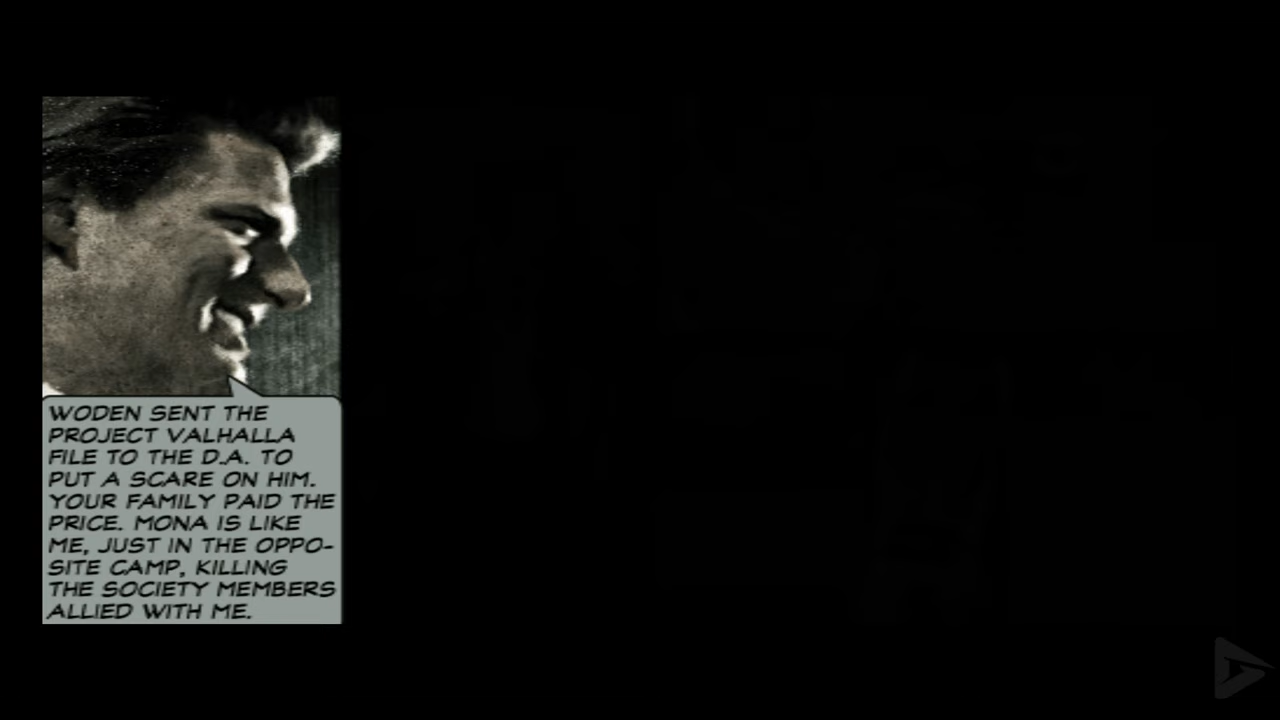 WODEN SENT THE
PROJECT VALHALLA
FILE TO THE D.A. TO
PUT A SCARE ON HIM.
YOUR FAMILY PAID THE
PRICE. MONA IS LIKE
ME, JUST IN THE OPPO-
SITE CAMP, KILLING
THE SOCIETY MEMBERS
ALLIED WITH ME.